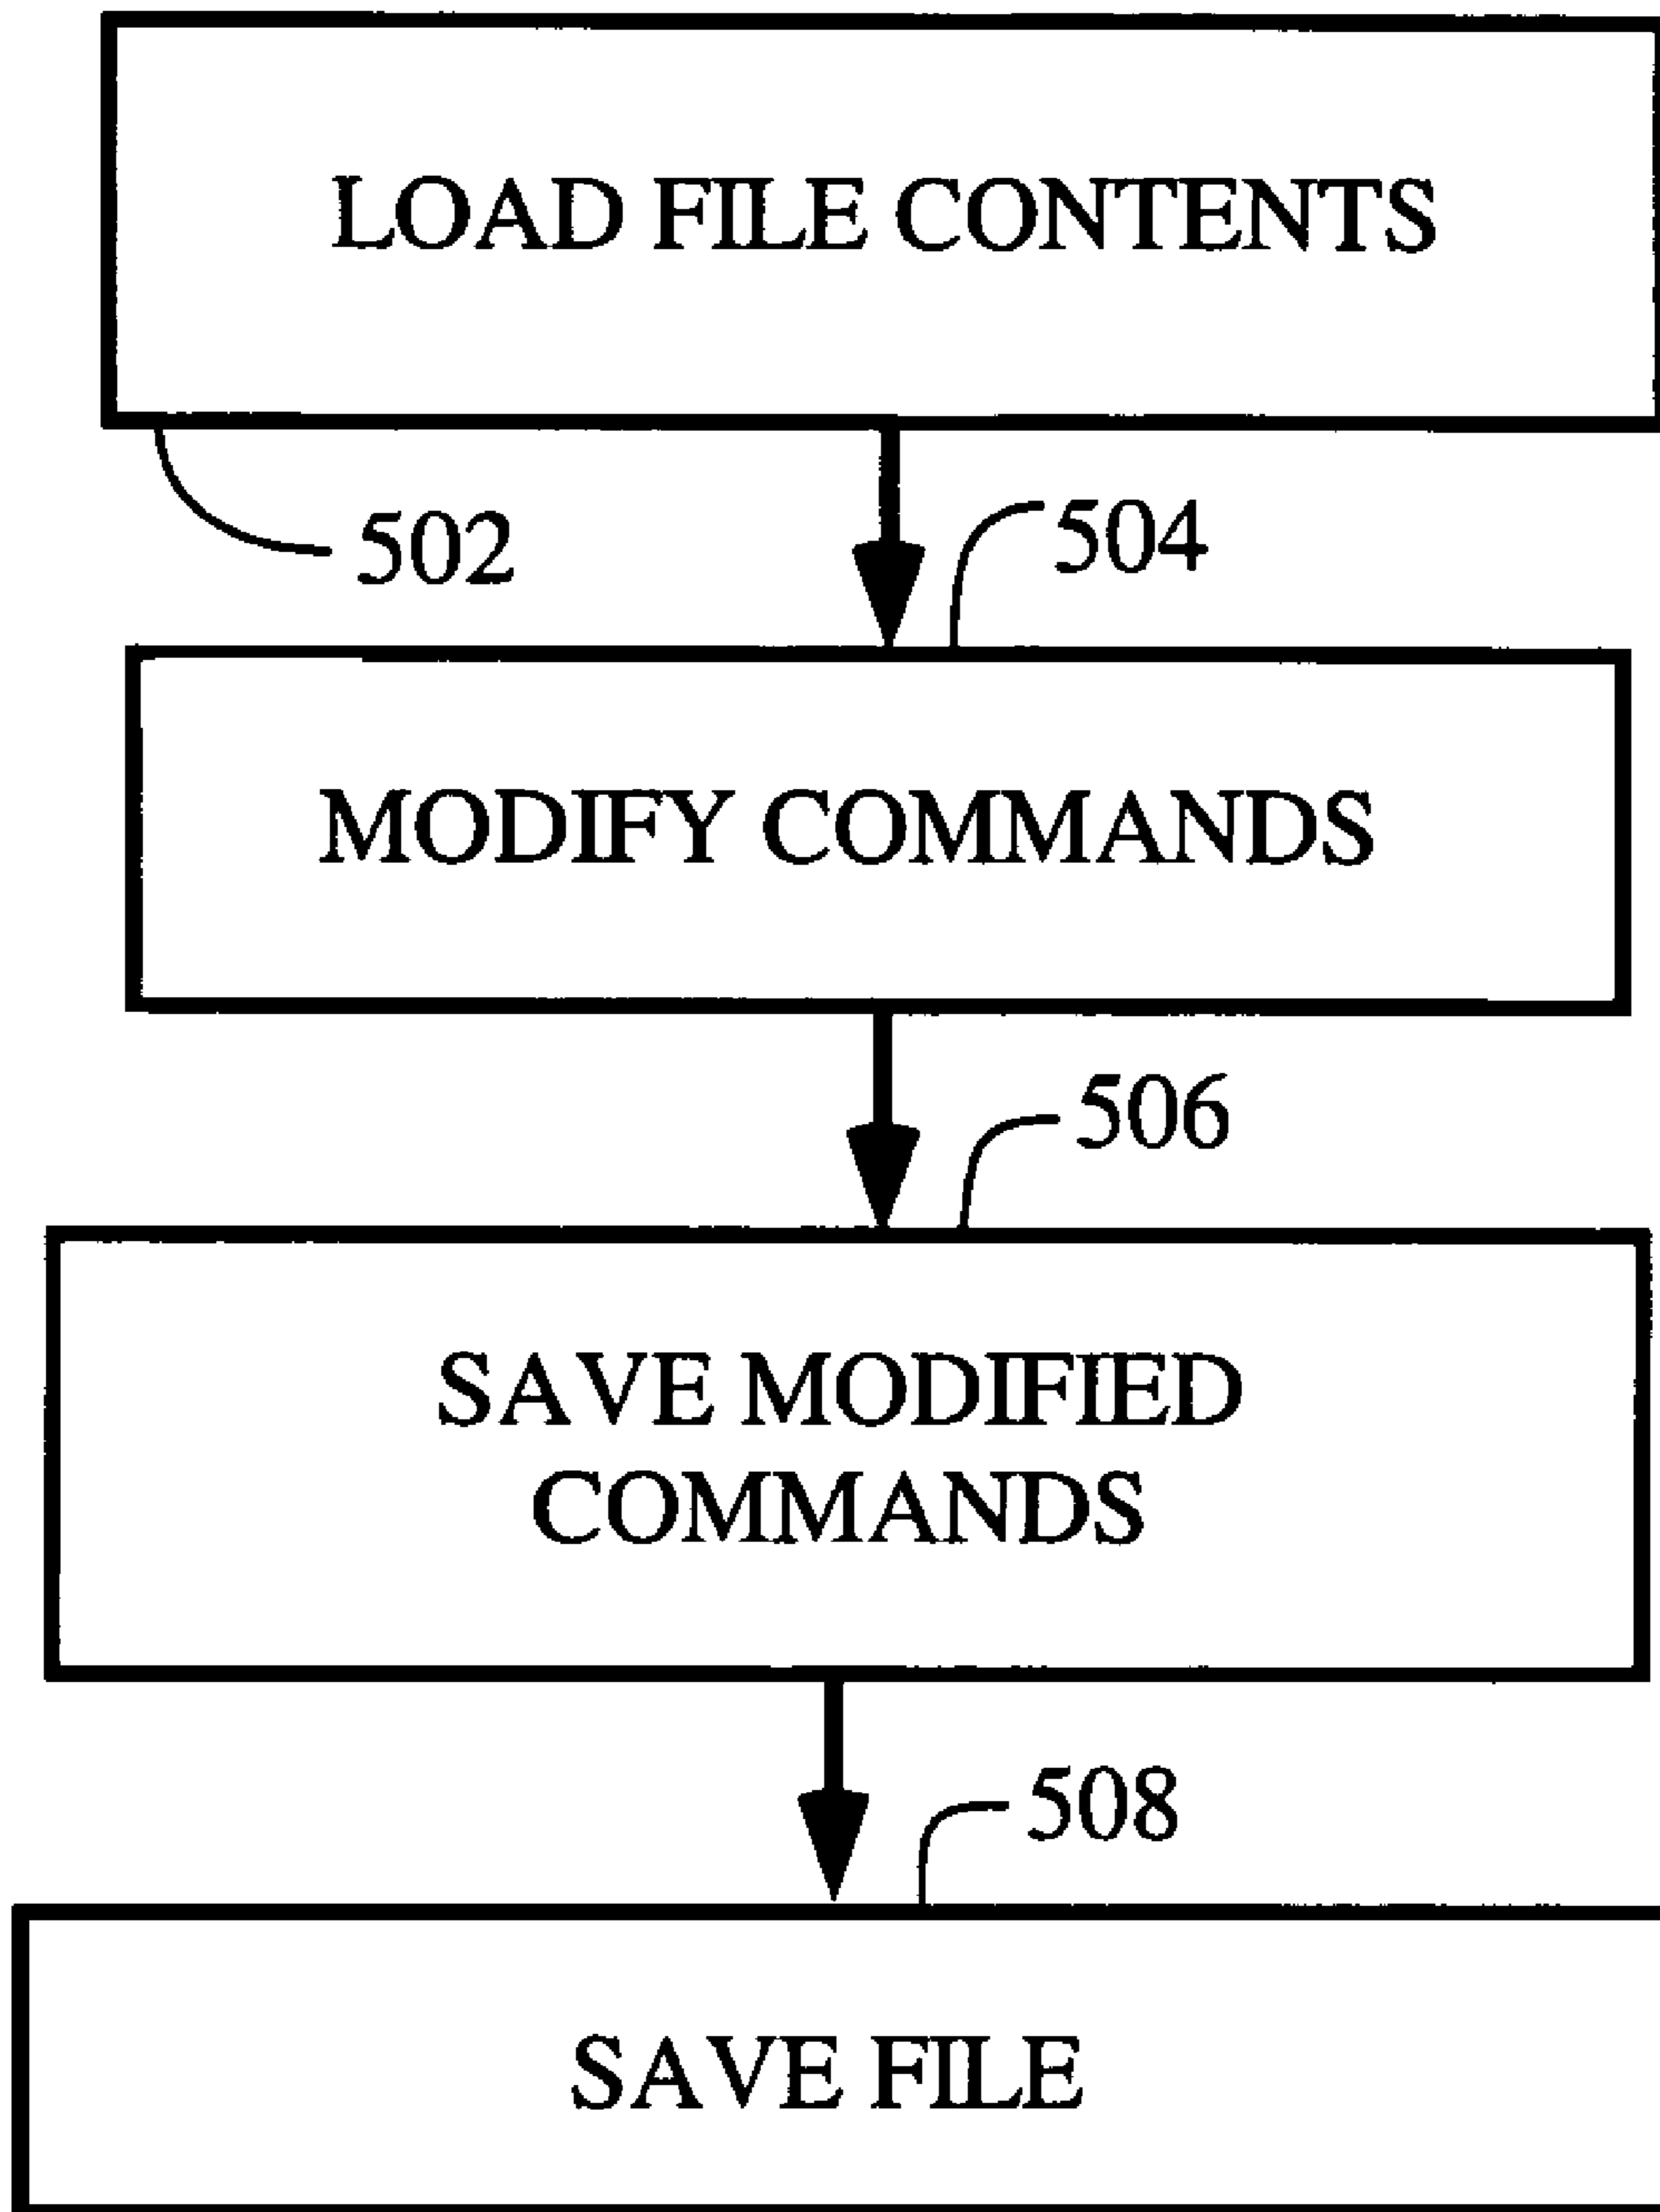 LOAD FILE CONTENTS
502
504
MODIFY COMMANDS
506
SAVE MODIFIED
COMMANDS
508
SAVE FILE